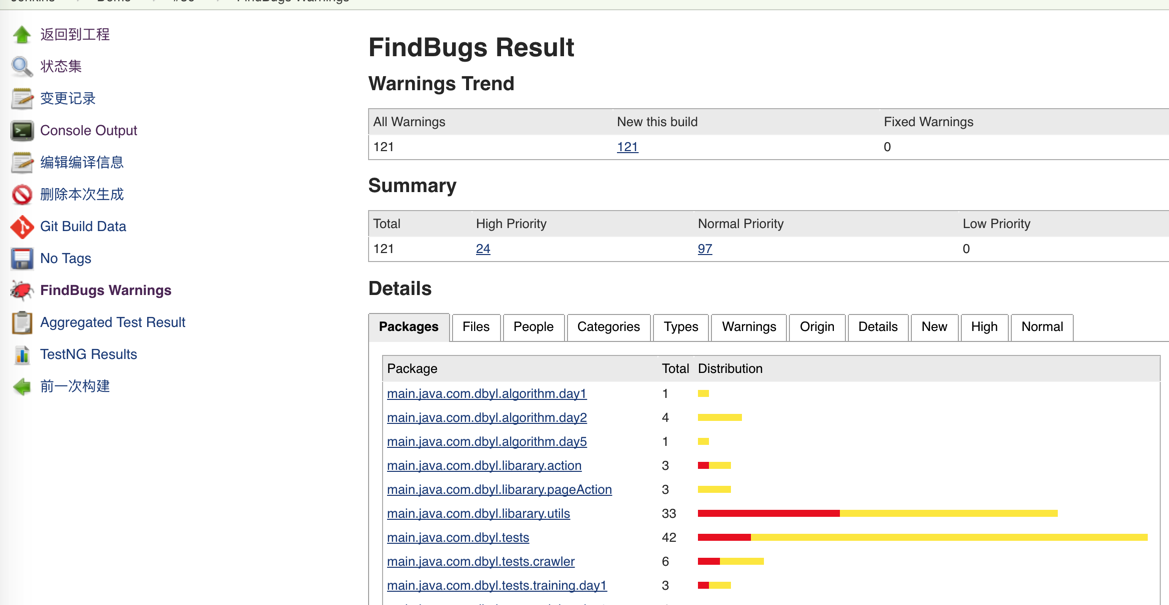 返回到工程
状态集
变更记录
Console Output
编辑编译信息
删除本次生成
Git Build Data
No Tags
FindBugs Warnings
Aggregated Test Result
TestNG Results
前一次构建
FindBugs Result
Warnings Trend
All Warnings New this build Fixed Warnings
121 121 0
Summary
Total High Priority Normal Priority Low Priority
121 24 97 0
Details
Packages Files People Categories Types Warnings Origin Details New High Normal
Package Total Distribution
main.java.com.dbyl.algorithm.day1 1
main.java.com.dbyl.algorithm.day2 4
main.java.com.dbyl.algorithm.day5 1
main.java.com.dbyl.libarary.action 3
main.java.com.dbyl.libarary.pageAction 3
main.java.com.dbyl.libarary.utils 33
main.java.com.dbyl.tests 42
main.java.com.dbyl.tests.crawler 6
main.java.com.dbyl.tests.training.day1 3